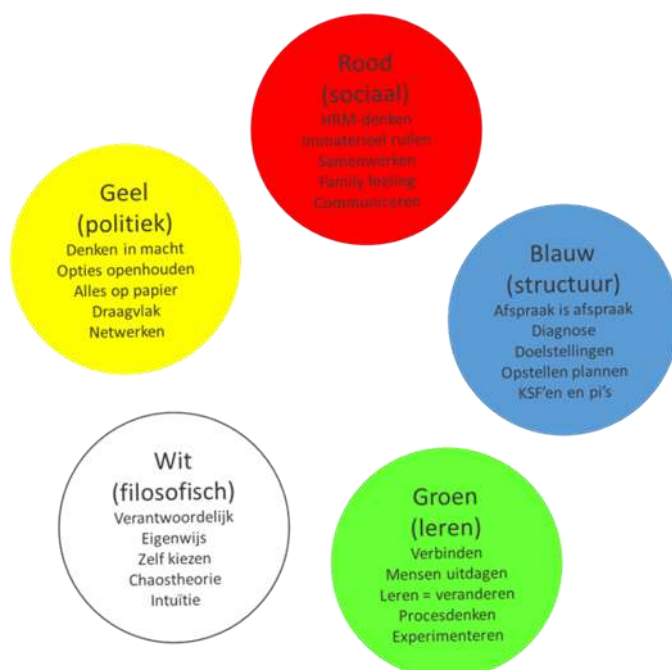 Rood
(sociaal)
HRM-denken
Immaterieel ruilen
Samenwerken
Family feeling
Communiceren
Geel
(politiek)
Denken in macht
Opties openhouden
Alles op papier
Draagvlak
Netwerken
Blauw
(structuur)
Afspraak is afspraak
Diagnose
Doelstellingen
Opstellen plannen
KSF'en en pi's
Wit
(filosofisch)
Verantwoordelijk
Eigenwijs
Zelf kiezen
Chaostheorie
Intuïtie
Groen
(leren)
Verbinden
Mensen uitdagen
Leren = veranderen
Procesdenken
Experimenteren